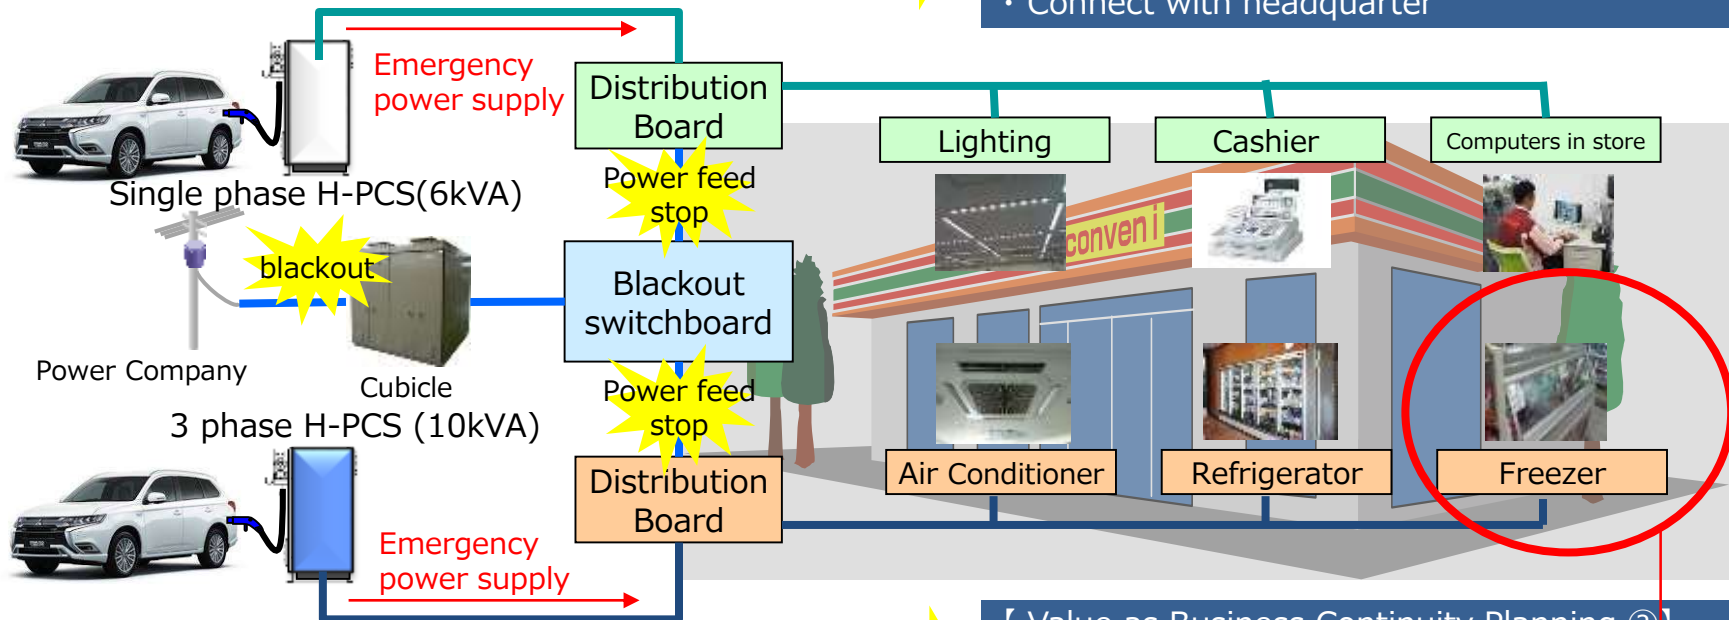 ・Connect with headquarter
Emergency
power supply
Distribution
Board
Lighting
Cashier
Computers in store
Single phase H-PCS(6kVA)
Power feed
stop
conveni
blackout
Blackout
switchboard
Power Company
Cubicle
Power feed
stop
3 phase H-PCS (10kVA)
Distribution
Board
Air Conditioner
Refrigerator
Freezer
Emergency
power supply
【 Value as Business Continuity Planning ②】